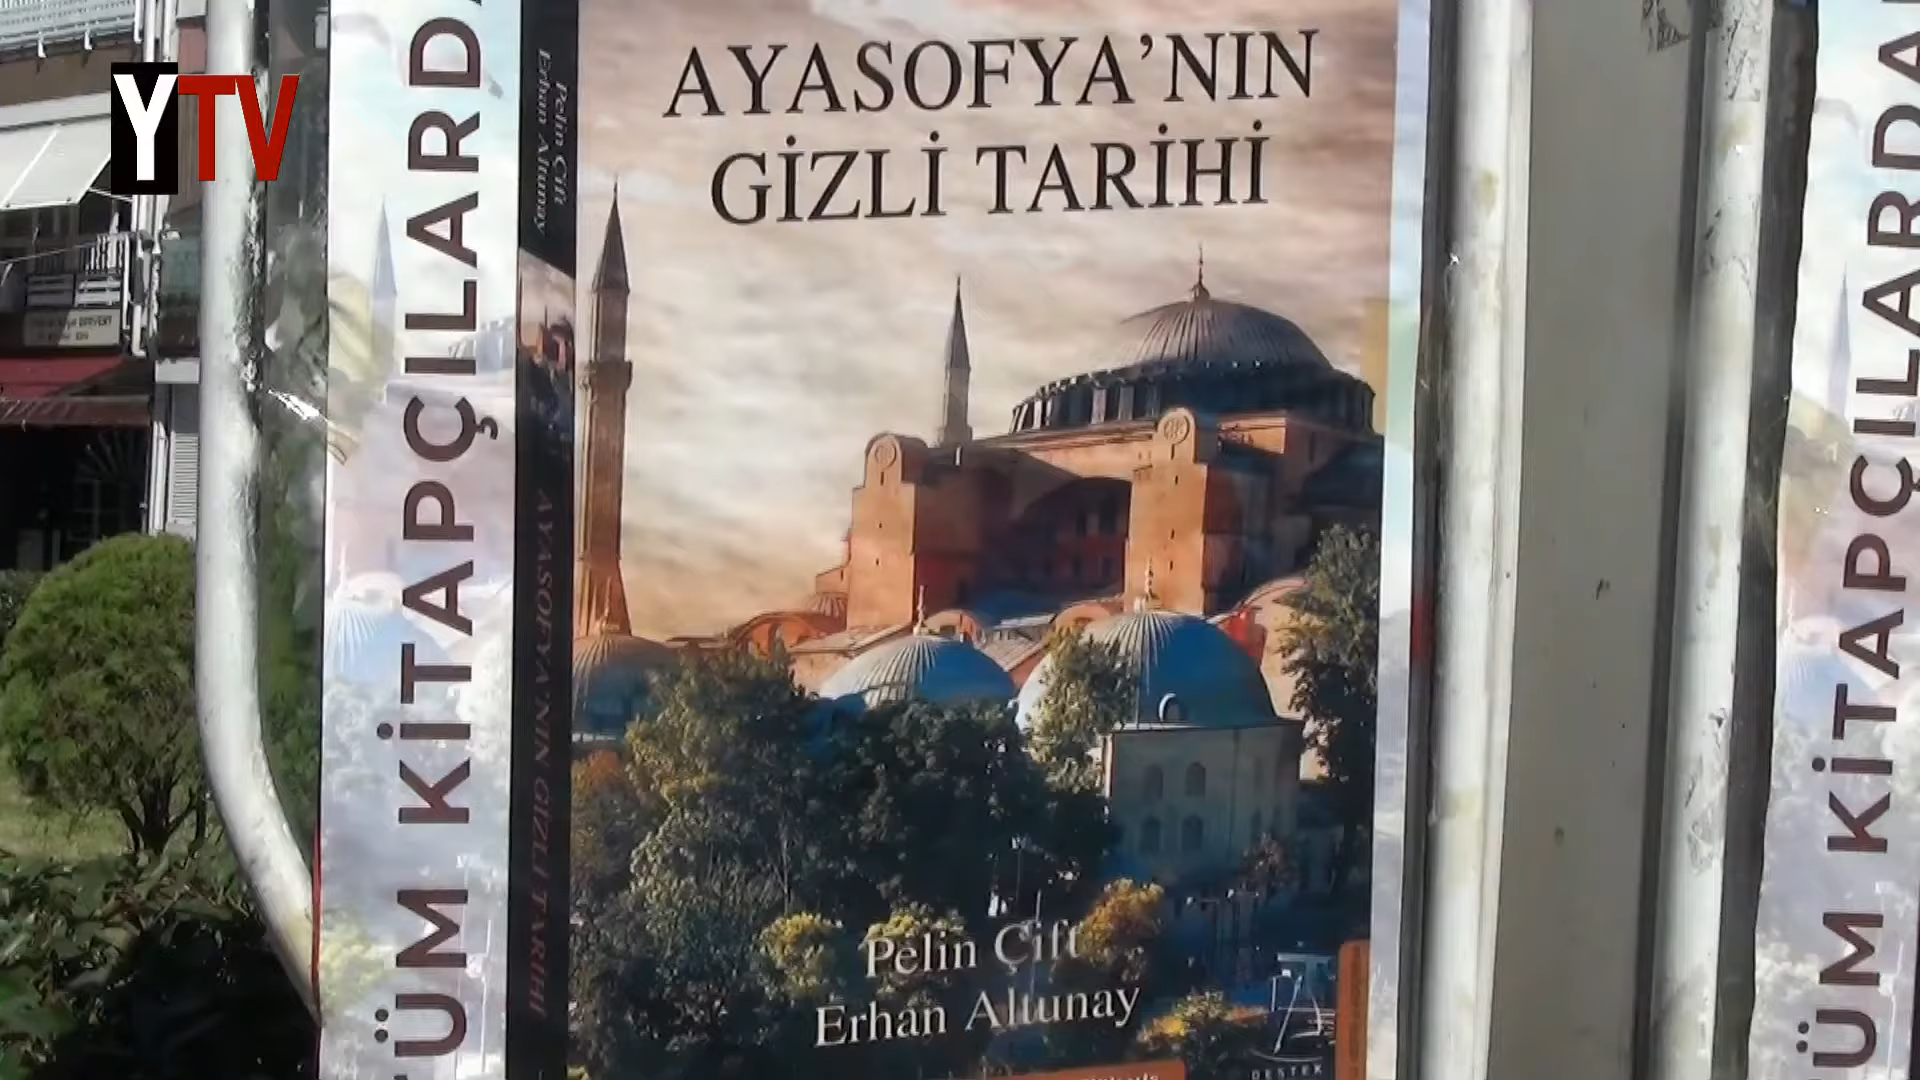 YTV
TÜM KİTAPÇILARDA
Pelin Çift
Erhan Altunay
AYASOFYA'NIN GİZLİ TARİHİ
AYASOFYA'NIN
GİZLİ TARİHİ
Pelin Çift
Erhan Altunay
DESTEK
ÜM KİTAPÇILARDA